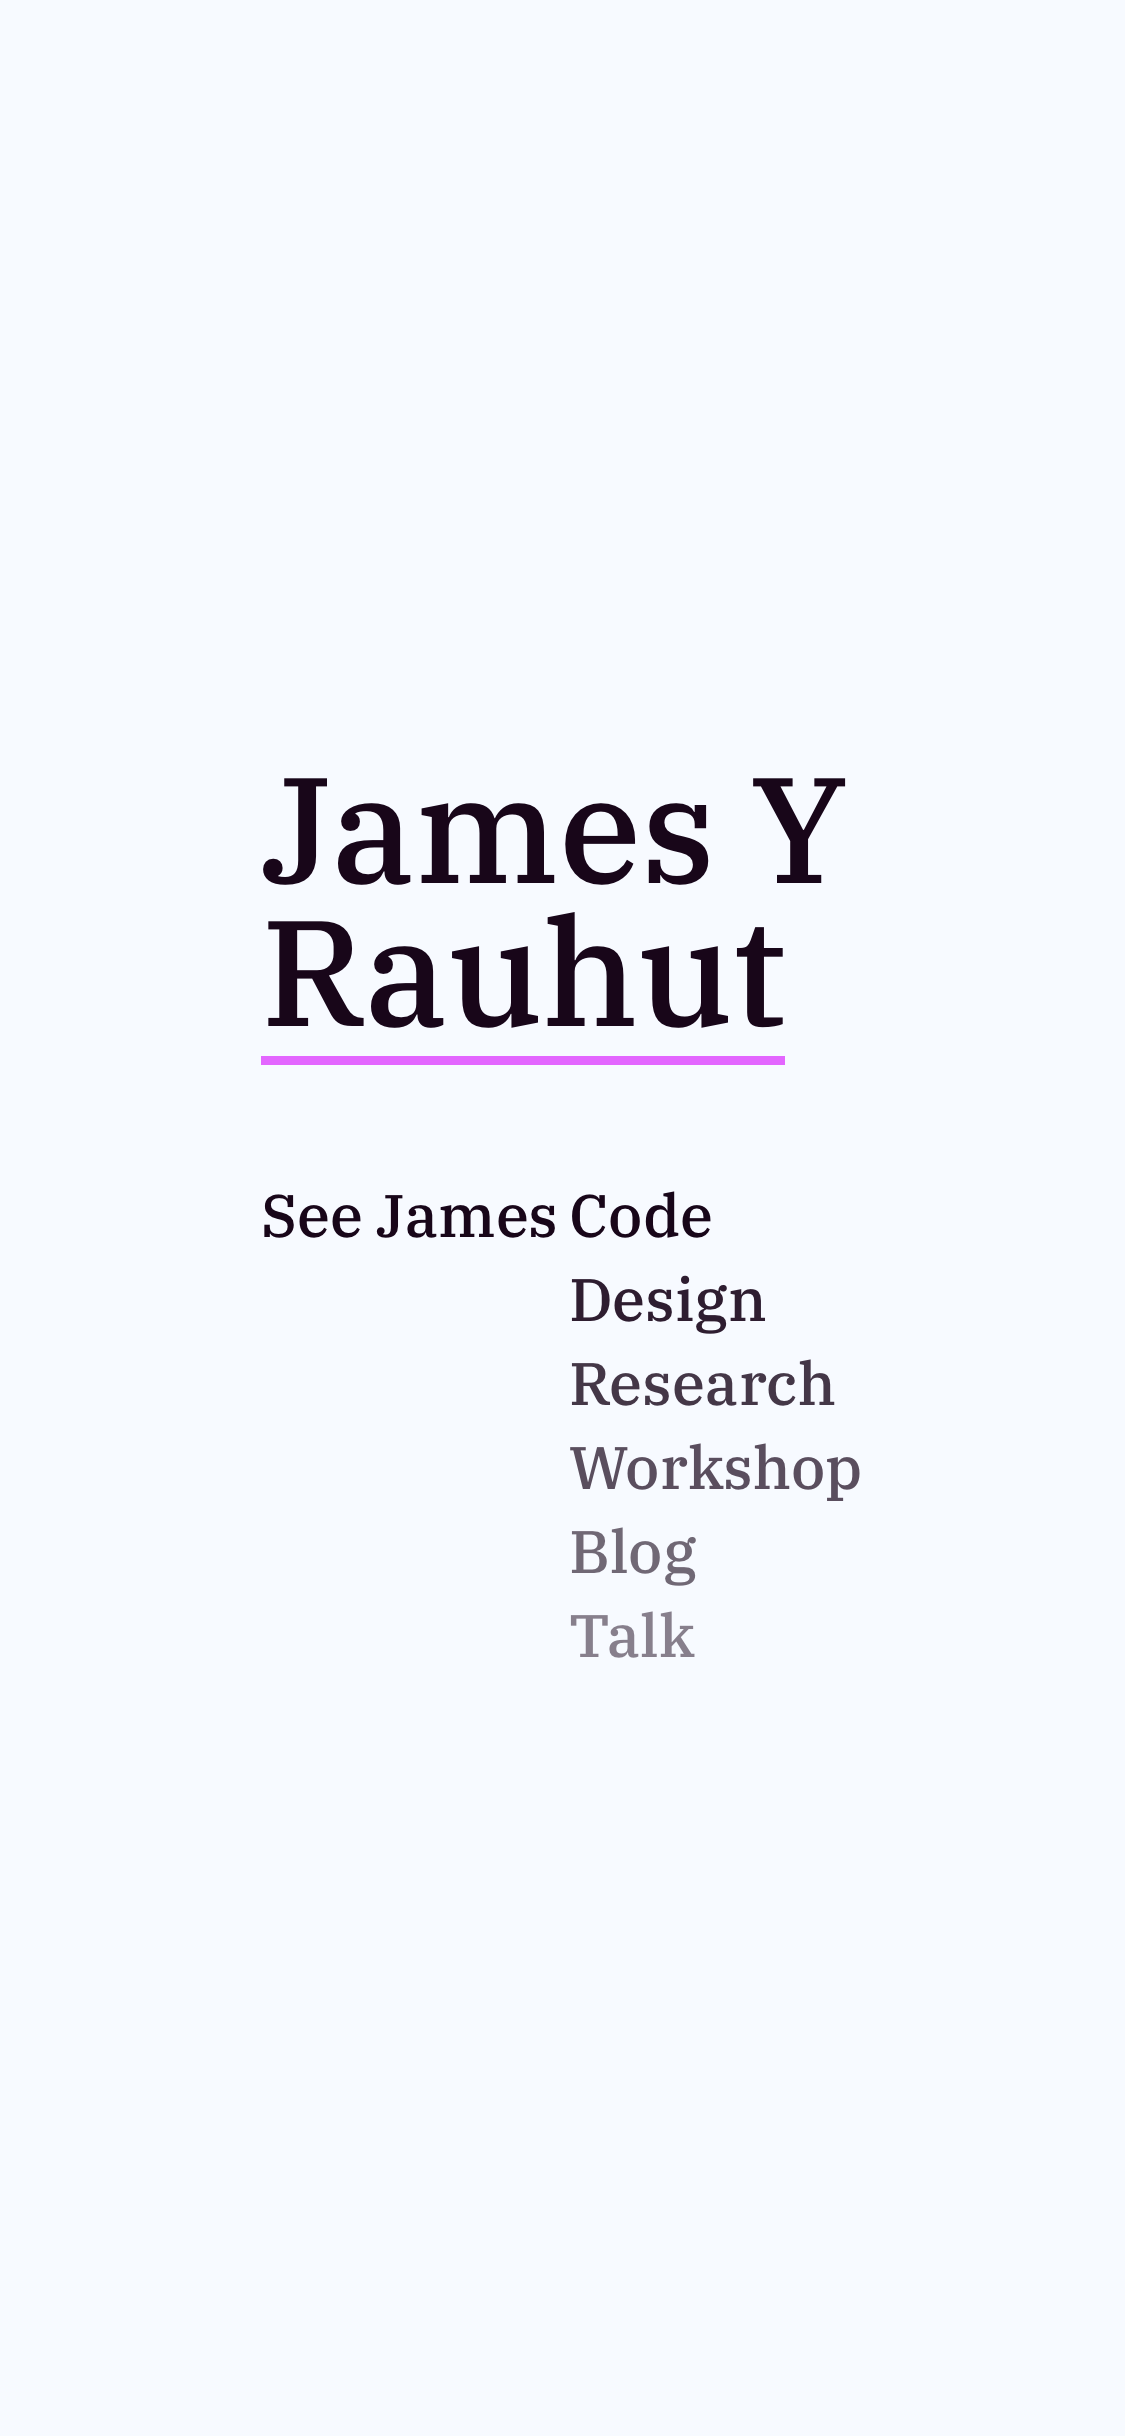 James Y
Rauhut
See James Code
Design
Research
Workshop
Blog
Talk